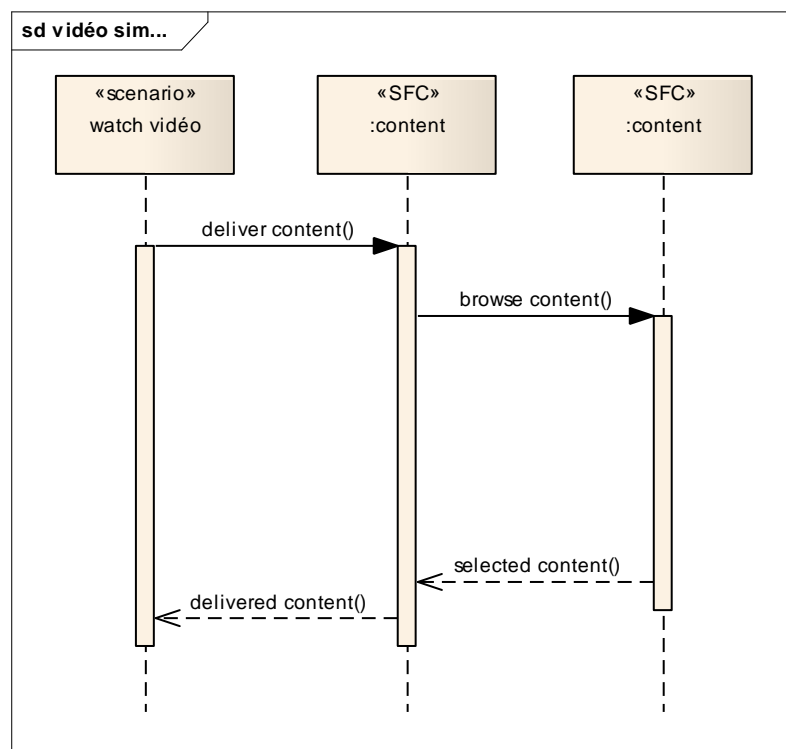 sd vidéo sim...
«scenario»
watch vidéo
«SFC»
:content
«SFC»
:content
deliver content()
browse content()
selected content()
delivered content()